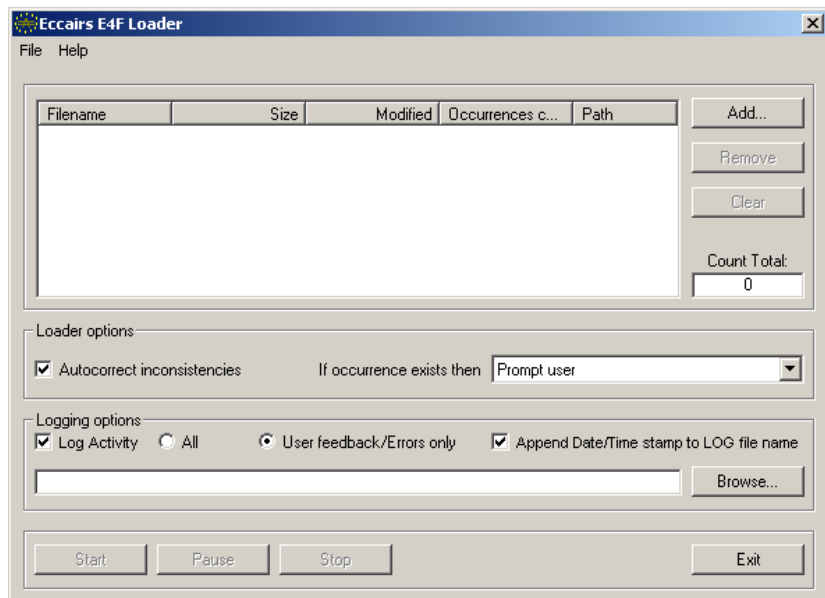 Eccairs E4F Loader
File Help
Filename Size Modified Occurrences c... Path
Add...
Remove
Clear
Count Total:
0
Loader options
Autocorrect inconsistencies If occurrence exists then Prompt user
Logging options
Log Activity All User feedback/Errors only Append Date/Time stamp to LOG file name
Browse...
Start Pause Stop Exit